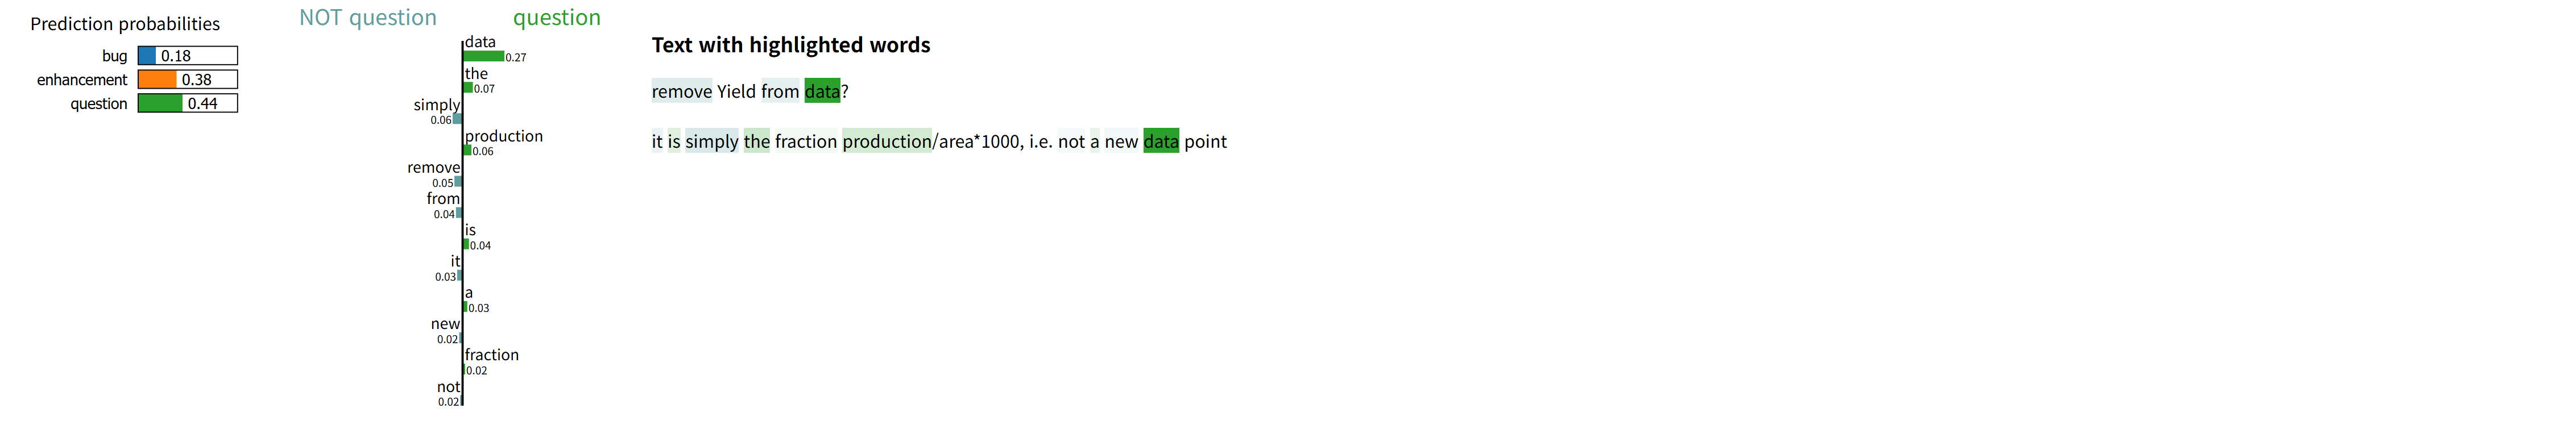 Prediction probabilities
bug 0.18
enhancement 0.38
question 0.44
NOT question question
data
0.27
the
0.07
simply
0.06
production
0.06
remove
0.05
from
0.04
is
0.04
it
0.03
a
0.03
new
0.02
fraction
0.02
not
0.02
Text with highlighted words
remove Yield from data?
it is simply the fraction production/area*1000, i.e. not a new data point